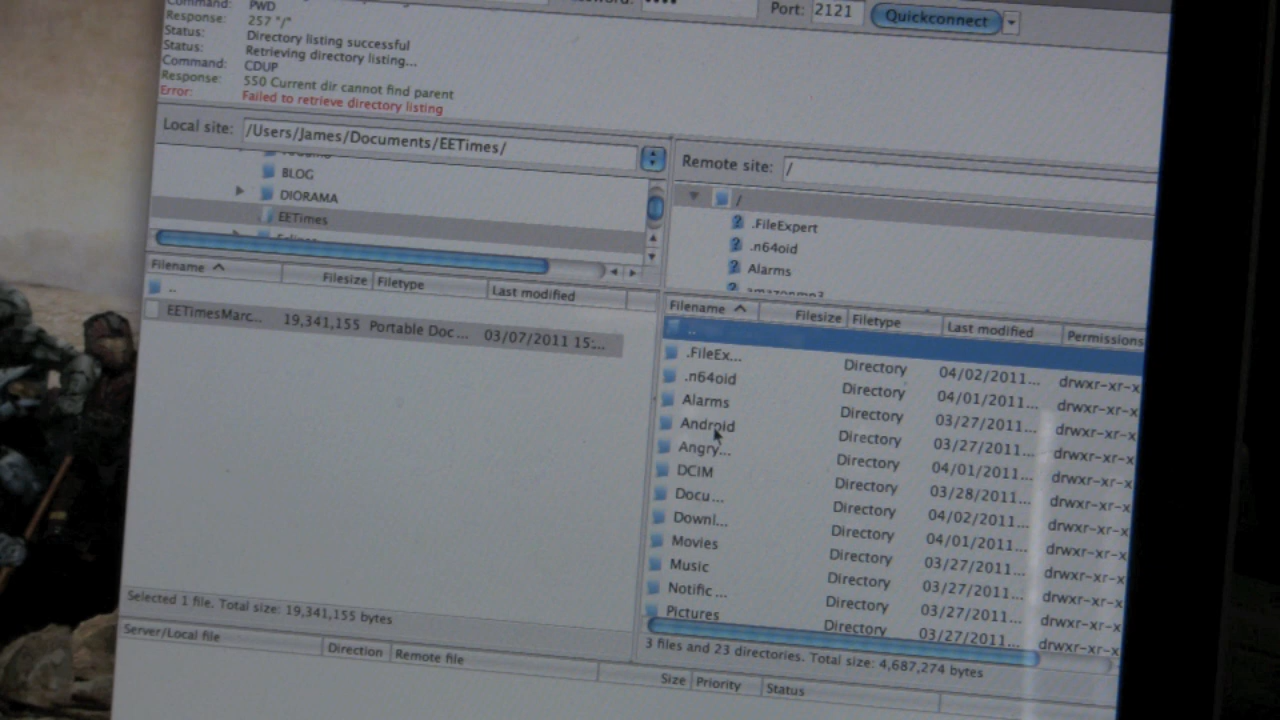 Command: PWD
Response: 257 "/"
Status: Directory listing successful
Status: Retrieving directory listing...
Command: CDUP
Response: 550 Current dir cannot find parent
Error: Failed to retrieve directory listing
Port: 2121 Quickconnect
Local site: /Users/James/Documents/EETimes/
BLOG
DIORAMA
EETimes
Remote site: /
/
.FileExpert
.n64oid
Alarms
amazonmp3
Filename Filesize Filetype Last modified
..
EETimesMarc... 19,341,155 Portable Doc... 03/07/2011 15:...
Selected 1 file. Total size: 19,341,155 bytes
Filename Filesize Filetype Last modified Permissions
..
.FileEx... Directory 04/02/2011... drwxr-xr-x
.n64oid Directory 04/01/2011... drwxr-xr-x
Alarms Directory 03/27/2011... drwxr-xr-x
Android Directory 03/27/2011... drwxr-xr-x
Angry... Directory 04/01/2011... drwxr-xr-x
DCIM Directory 03/28/2011... drwxr-xr-x
Docu... Directory 04/02/2011... drwxr-xr-x
Downl... Directory 04/01/2011... drwxr-xr-x
Movies Directory 03/27/2011... drwxr-xr-x
Music Directory 03/27/2011... drwxr-xr-x
Notific... Directory 03/27/2011... drwxr-xr-x
Pictures Directory 03/27/2011... drwxr-xr-x
3 files and 23 directories. Total size: 4,687,274 bytes
Server/Local file Direction Remote file Size Priority Status